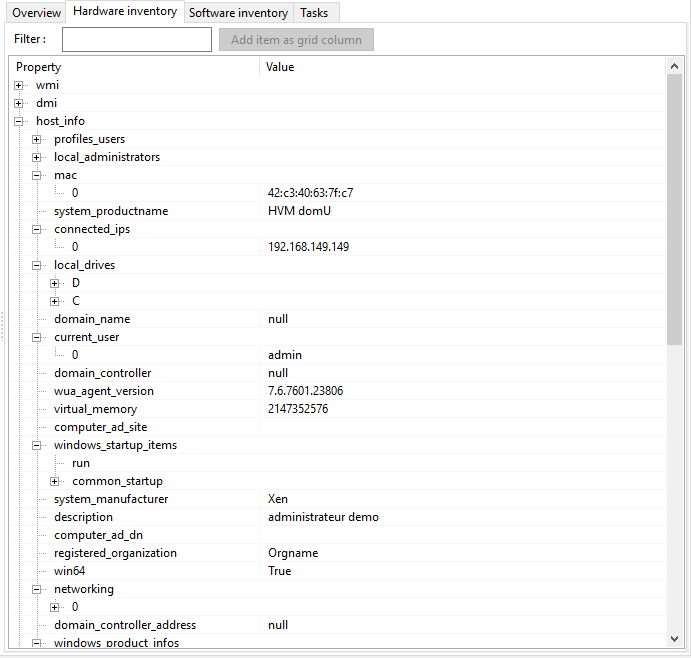 Overview Hardware inventory Software inventory Tasks
Filter : Add item as grid column
Property Value
wmi
dmi
host_info
profiles_users
local_administrators
mac
0 42:c3:40:63:7f:c7
system_productname HVM domU
connected_ips
0 192.168.149.149
local_drives
D
C
domain_name null
current_user
0 admin
domain_controller null
wua_agent_version 7.6.7601.23806
virtual_memory 2147352576
computer_ad_site
windows_startup_items
run
common_startup
system_manufacturer Xen
description administrateur demo
computer_ad_dn
registered_organization Orgname
win64 True
networking
0
domain_controller_address null
windows_product_infos